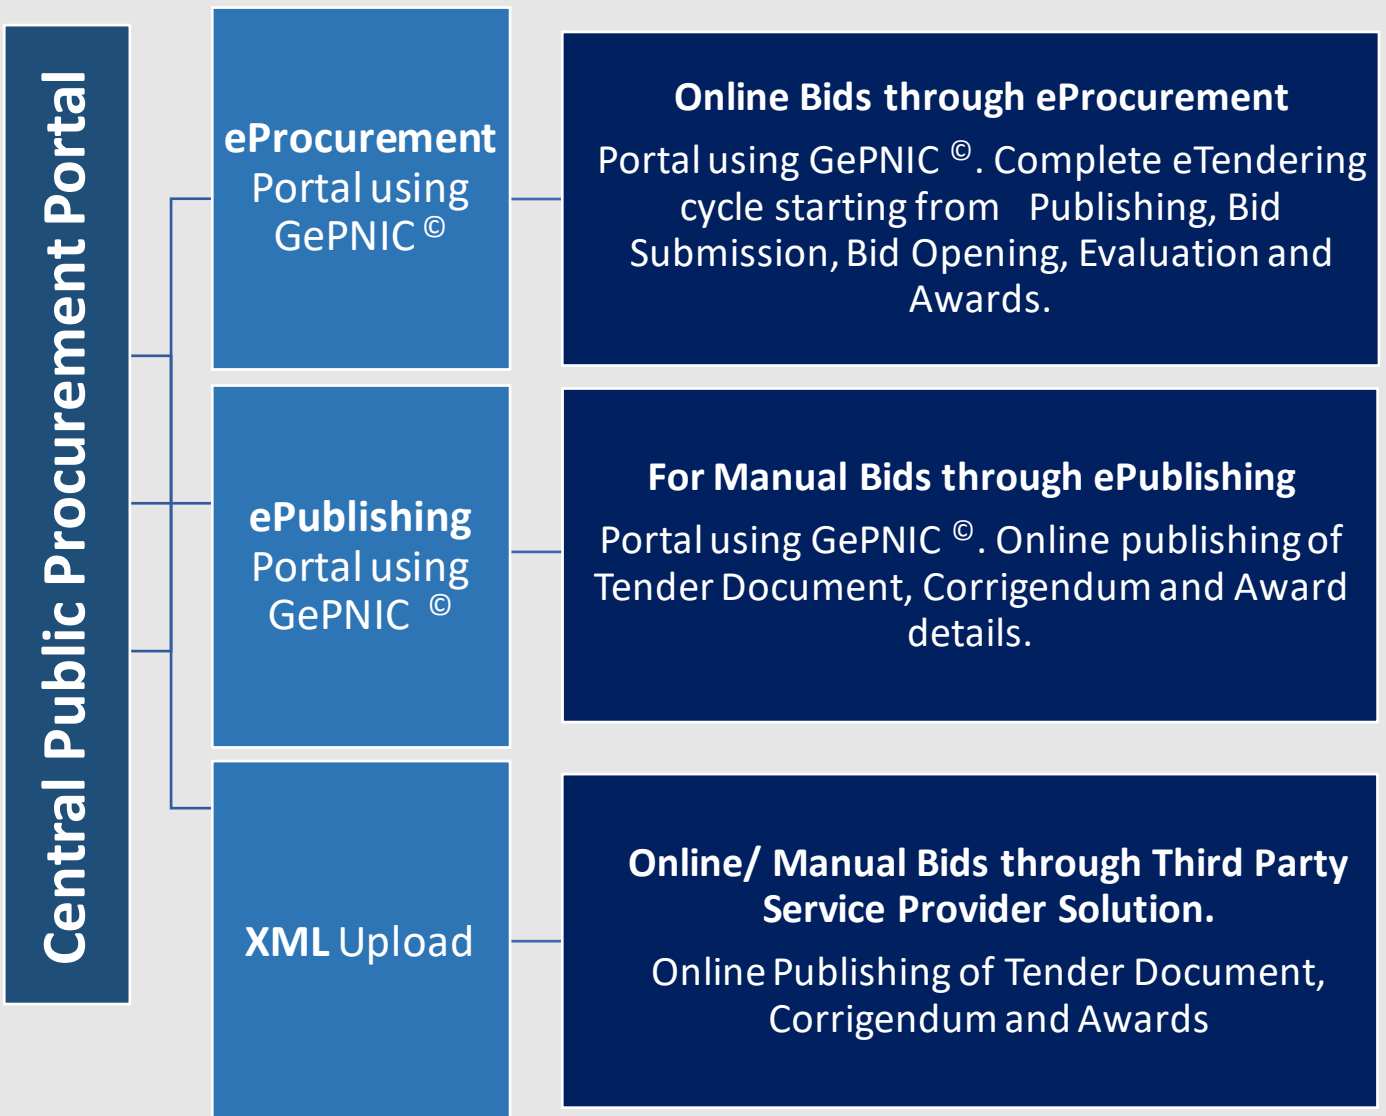 Central Public Procurement Portal
eProcurement
Portal using
GePNIC ©
Online Bids through eProcurement
Portal using GePNIC ©. Complete eTendering
cycle starting from Publishing, Bid
Submission, Bid Opening, Evaluation and
Awards.
ePublishing
Portal using
GePNIC ©
For Manual Bids through ePublishing
Portal using GePNIC ©. Online publishing of
Tender Document, Corrigendum and Award
details.
XML Upload
Online/ Manual Bids through Third Party
Service Provider Solution.
Online Publishing of Tender Document,
Corrigendum and Awards